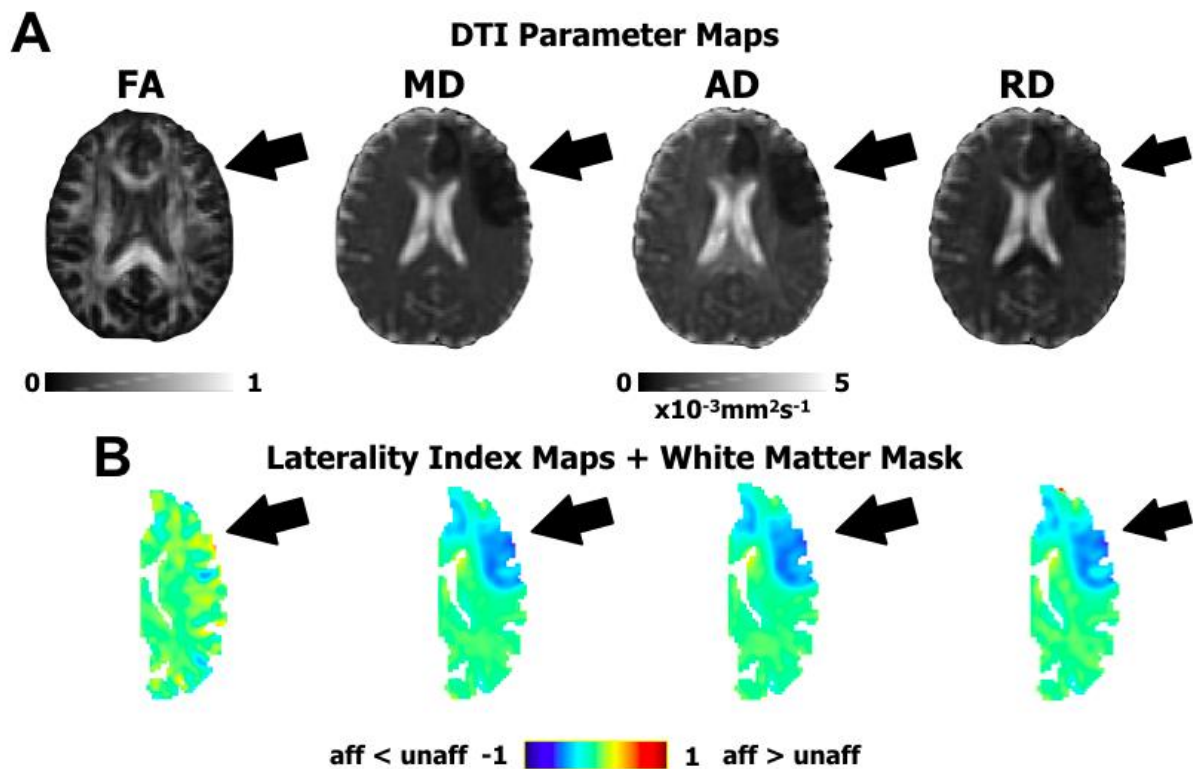 A
DTI Parameter Maps
FA MD AD RD
0 1 0 5
x10⁻³mm²s⁻¹
B
Laterality Index Maps + White Matter Mask
aff < unaff -1 1 aff > unaff